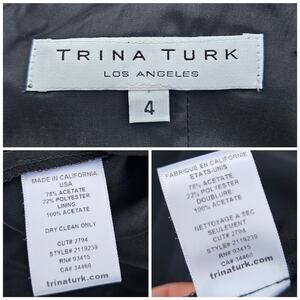 TRINA TURK
LOS ANGELES
4
MADE IN CALIFORNIA
USA
78% ACETATE
22% POLYESTER
LINING:
100% ACETATE
DRY CLEAN ONLY
CUT# 2794
STYLE# 2119239
RN# 93415
CA# 34460
trinaturk.com
FABRIQUE EN CALIFORNIE
ETATS-UNIS
78% ACETATE
22% POLYESTER
DOUBLURE:
100% ACETATE
NETTOYAGE A SEC
SEULEMENT
CUT# 2794
STYLE# 2119239
RN# 93415
CA# 34460
trinaturk.com